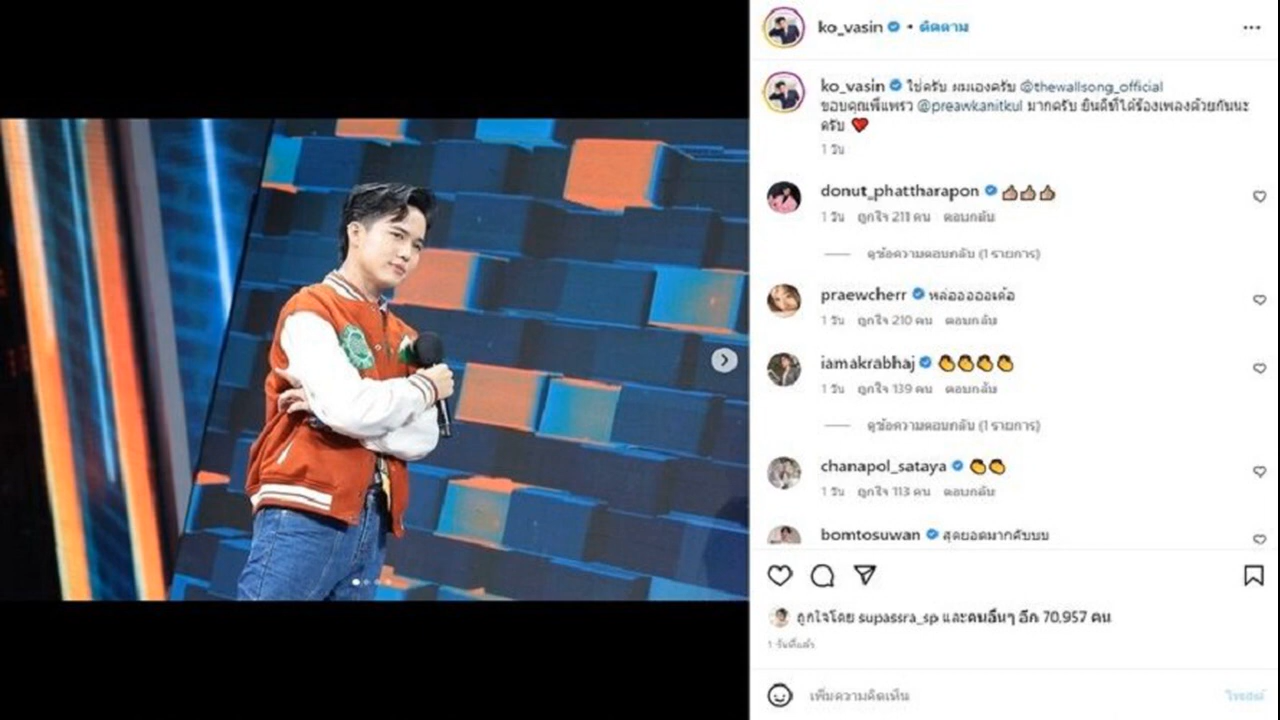 ko_vasin • ติดตาม
ko_vasin ใช่ครับ ผมเองครับ @thewallsong_official
ขอบคุณพี่แพรว @preawkanitkul มากครับ ยินดีที่ได้ร้องเพลงด้วยกันนะ
ครับ ❤️
1 วัน
donut_phattharapon 👍🏽👍🏽👍🏽
1 วัน ถูกใจ 211 คน ตอบกลับ
ดูข้อความตอบกลับ (1 รายการ)
praewcherr หล่ออออออเด้อ
1 วัน ถูกใจ 210 คน ตอบกลับ
iamakrabhaj 👏👏👏👏
1 วัน ถูกใจ 139 คน ตอบกลับ
ดูข้อความตอบกลับ (1 รายการ)
chanapol_sataya 👏👏
1 วัน ถูกใจ 113 คน ตอบกลับ
bomtosuwan สุดยอดมากคับบบ
ถูกใจโดย supassra_sp และคนอื่นๆ อีก 70,957 คน
1 วันที่แล้ว
เพิ่มความคิดเห็น
โพสต์